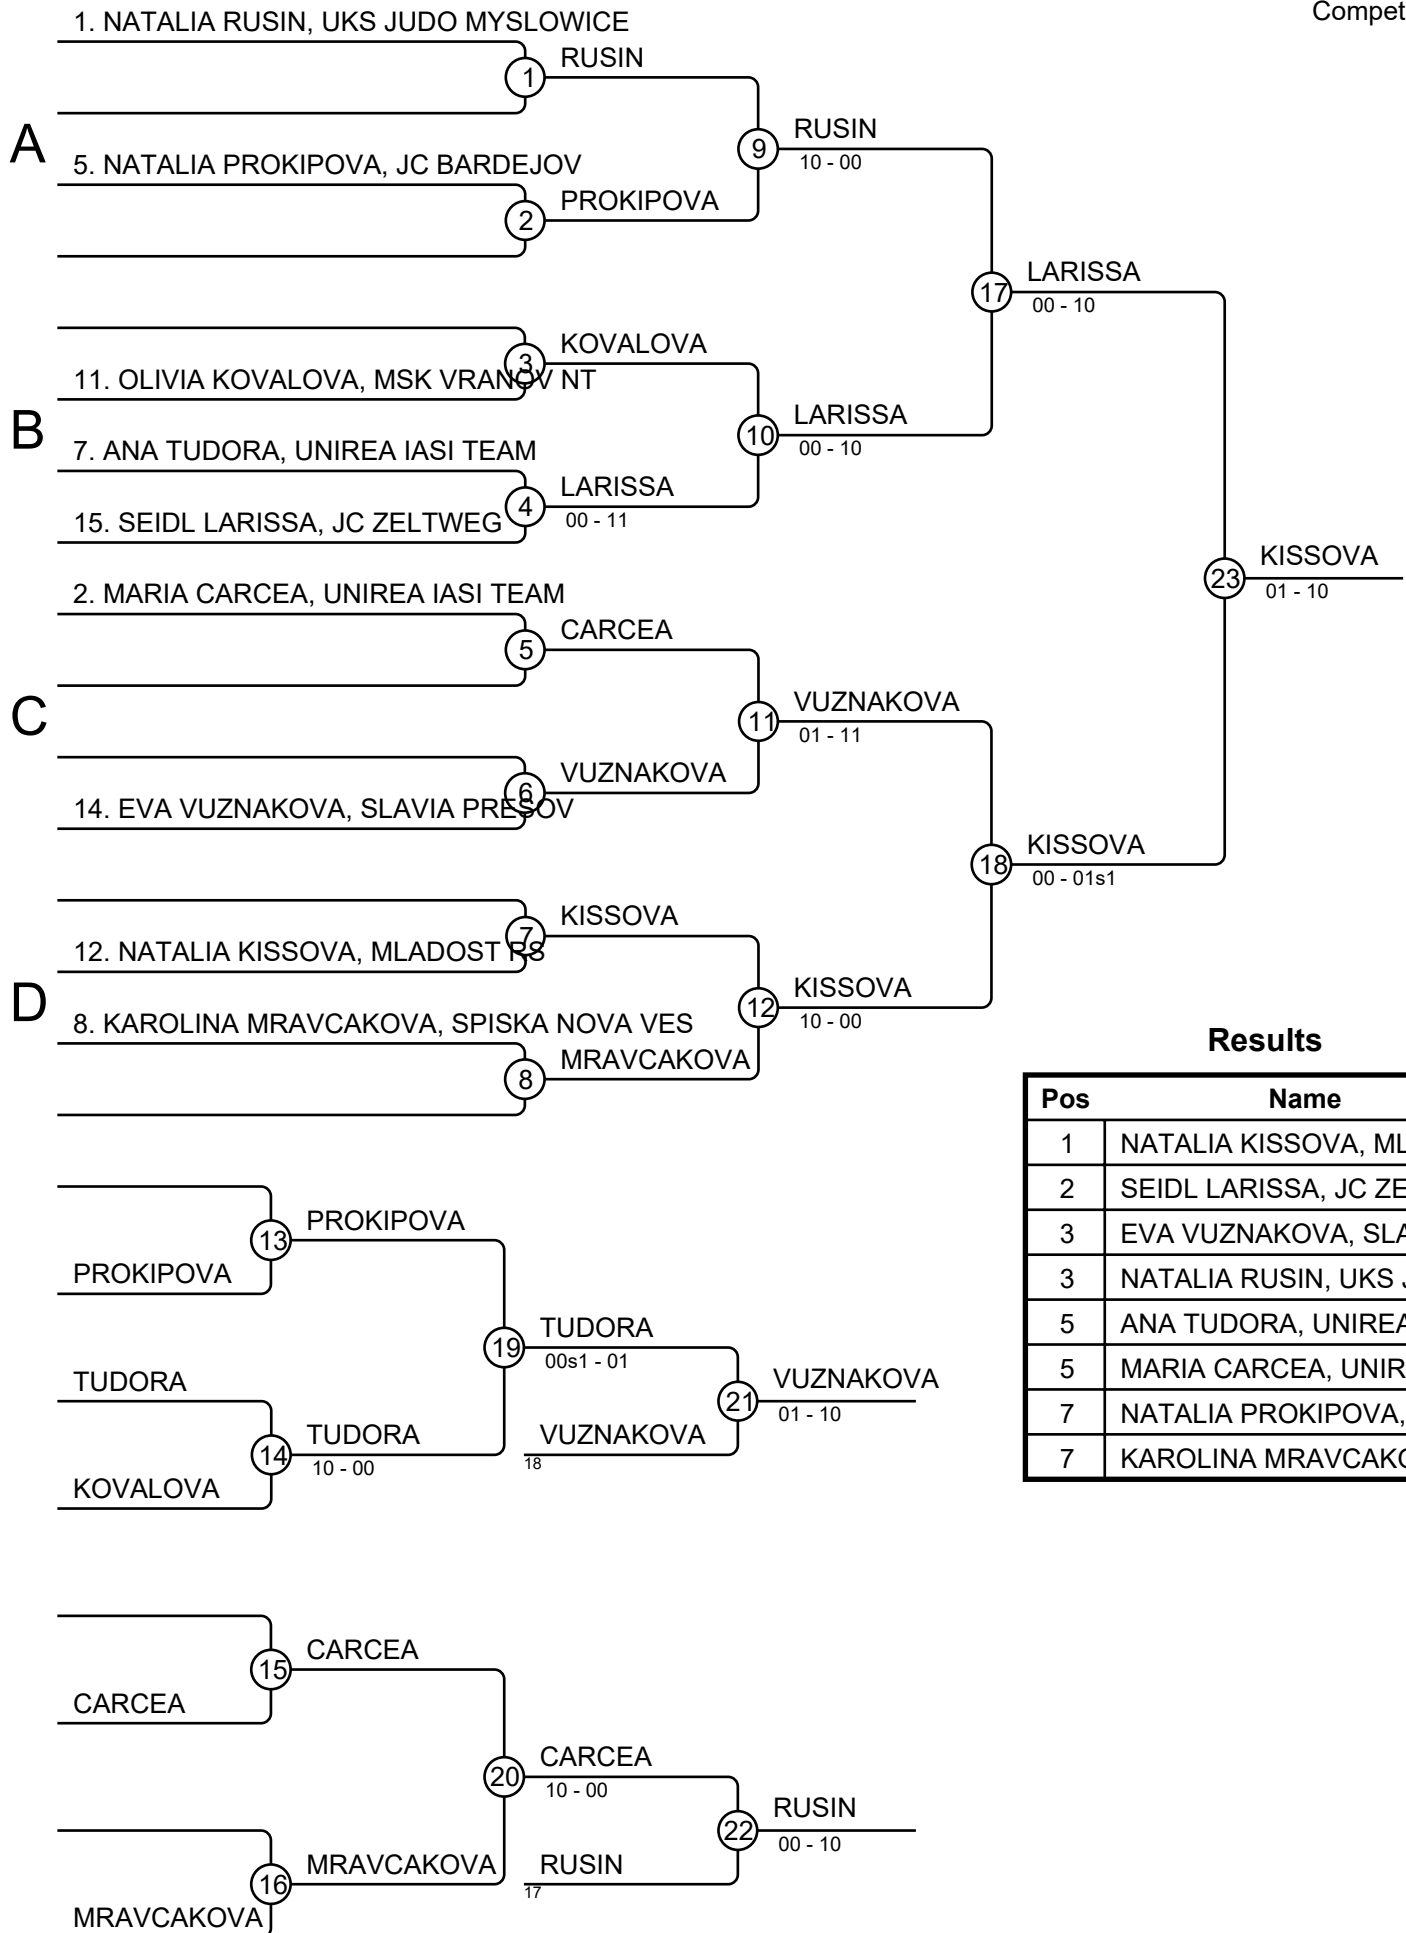 Compet
1. NATALIA RUSIN, UKS JUDO MYSLOWICE
RUSIN
1
A
RUSIN
9
10 - 00
5. NATALIA PROKIPOVA, JC BARDEJOV
PROKIPOVA
2
LARISSA
17
00 - 10
KOVALOVA
3
11. OLIVIA KOVALOVA, MSK VRANOV NT
B
LARISSA
10
00 - 10
7. ANA TUDORA, UNIREA IASI TEAM
LARISSA
4
00 - 11
15. SEIDL LARISSA, JC ZELTWEG
KISSOVA
23
01 - 10
2. MARIA CARCEA, UNIREA IASI TEAM
CARCEA
5
C
VUZNAKOVA
11
01 - 11
VUZNAKOVA
6
14. EVA VUZNAKOVA, SLAVIA PRESOV
KISSOVA
18
00 - 01s1
KISSOVA
7
12. NATALIA KISSOVA, MLADOST RS
D
KISSOVA
12
10 - 00
8. KAROLINA MRAVCAKOVA, SPISKA NOVA VES
MRAVCAKOVA
8
Results
Pos Name
1 NATALIA KISSOVA, ML
2 SEIDL LARISSA, JC ZE
3 EVA VUZNAKOVA, SLA
3 NATALIA RUSIN, UKS J
5 ANA TUDORA, UNIREA
5 MARIA CARCEA, UNIR
7 NATALIA PROKIPOVA,
7 KAROLINA MRAVCAKO
PROKIPOVA
13
PROKIPOVA
TUDORA
19
00s1 - 01
TUDORA
VUZNAKOVA
21
01 - 10
TUDORA
14
10 - 00
VUZNAKOVA
18
KOVALOVA
CARCEA
15
CARCEA
CARCEA
20
10 - 00
RUSIN
22
00 - 10
MRAVCAKOVA
16
RUSIN
17
MRAVCAKOVA